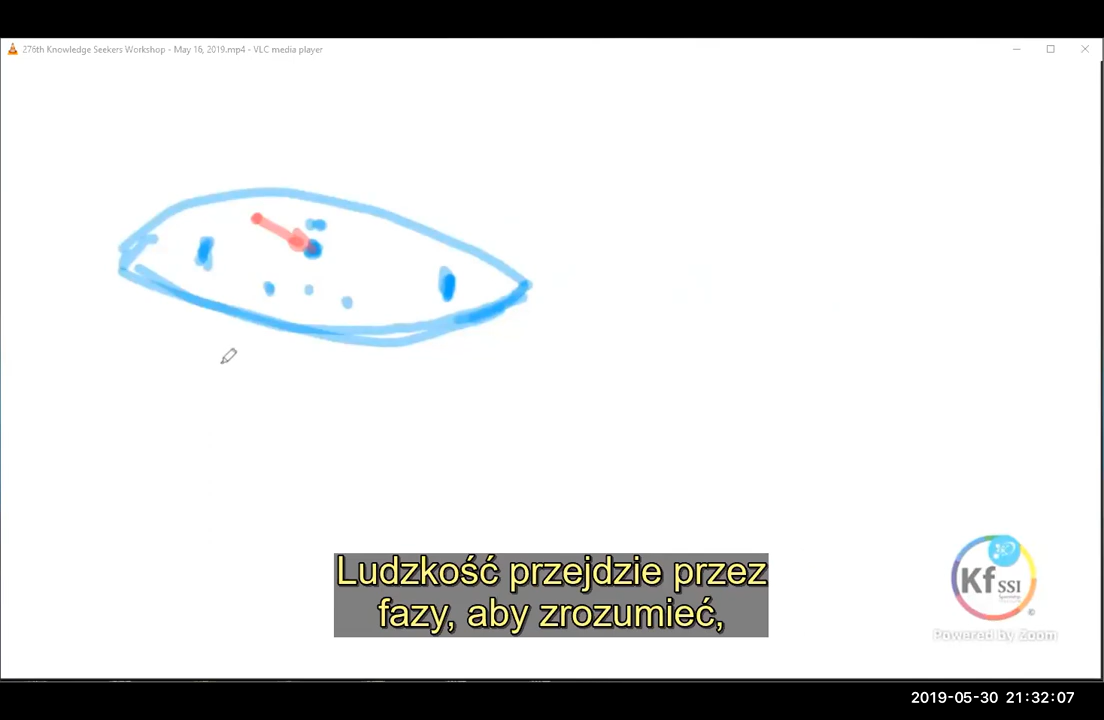 276th Knowledge Seekers Workshop - May 16, 2019.mp4 - VLC media player
Ludzkość przejdzie przez
fazy, aby zrozumieć,
Kf SSI
Powered by Zoom
2019-05-30 21:32:07